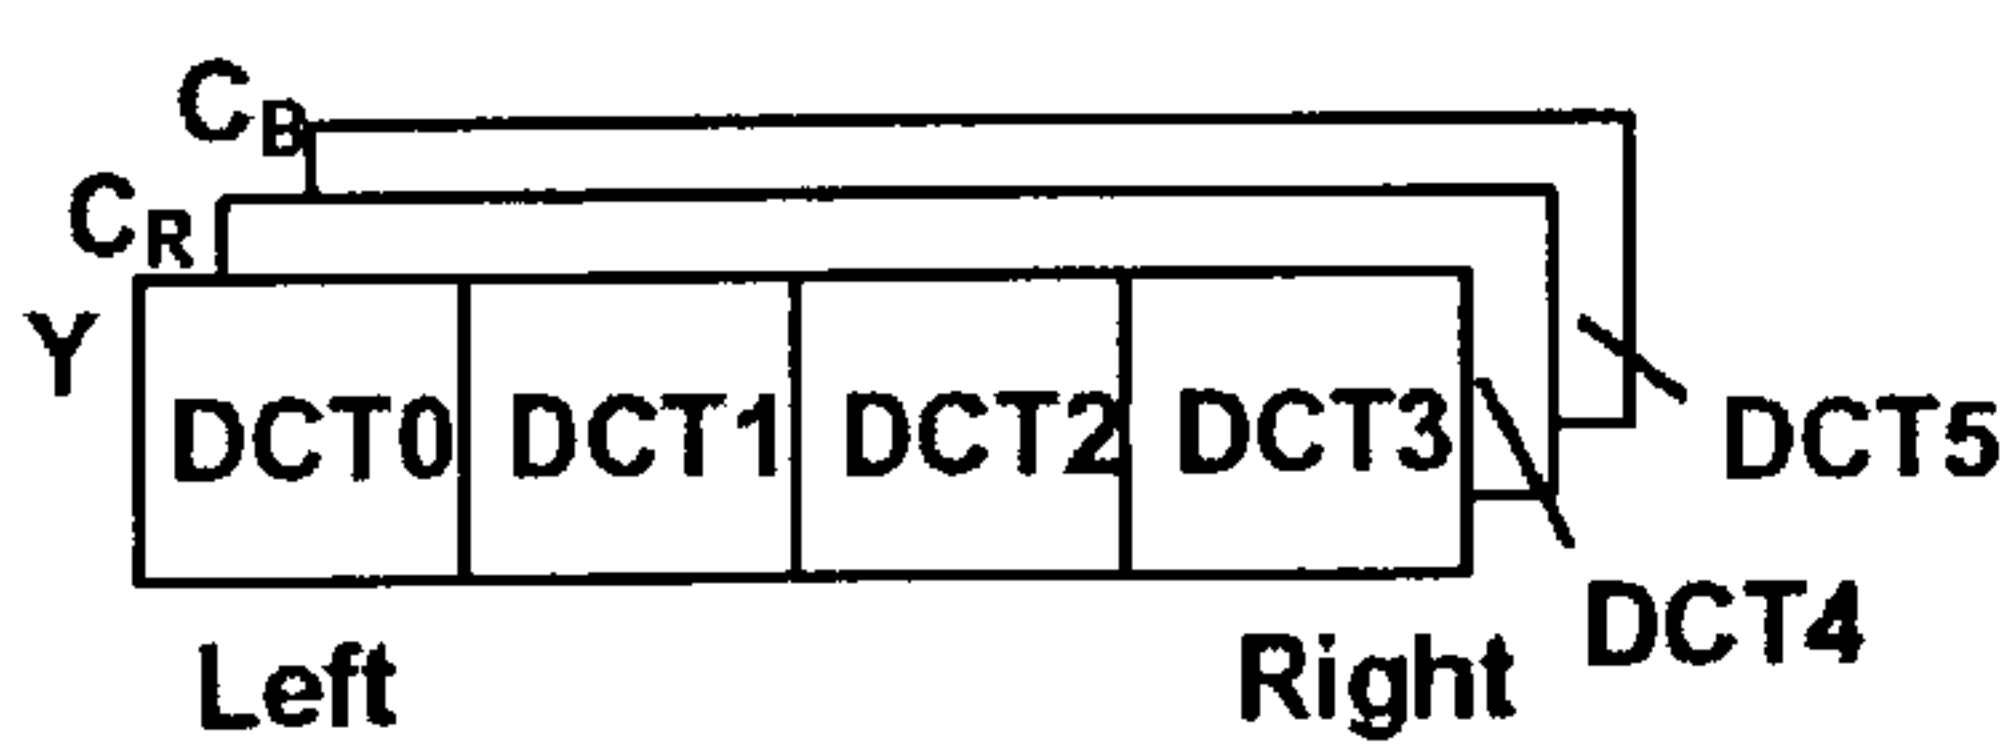 CB
CR
Y
DCT0 DCT1 DCT2 DCT3 DCT5
DCT4
Left Right